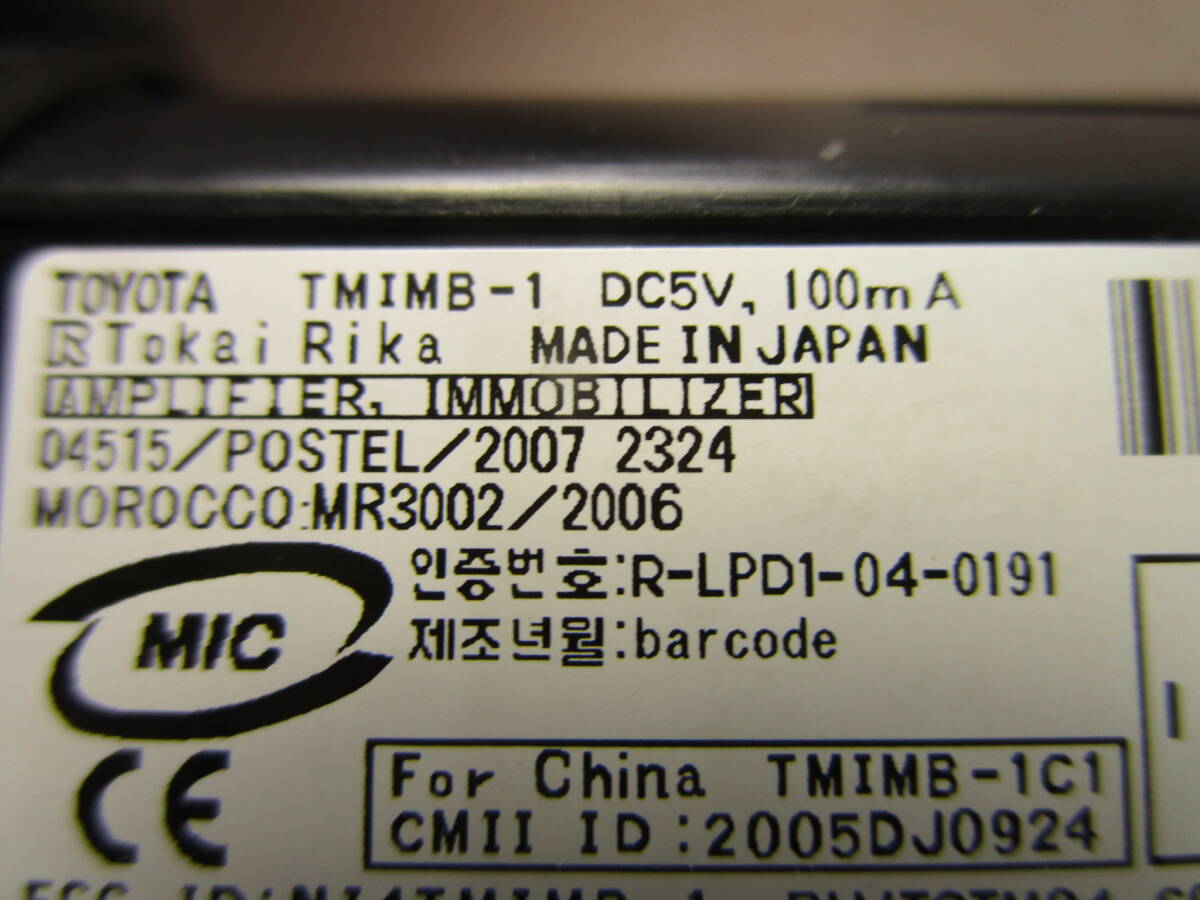 TOYOTA TMIMB-1 DC5V, 100mA
R Tokai Rika MADE IN JAPAN
AMPLIFIER, IMMOBILIZER
04515/POSTEL/2007 2324
MOROCCO:MR3002/2006
MIC
인증번호:R-LPD1-04-0191
제조년월:barcode
CE
For China TMIMB-1C1
CMII ID:2005DJ0924